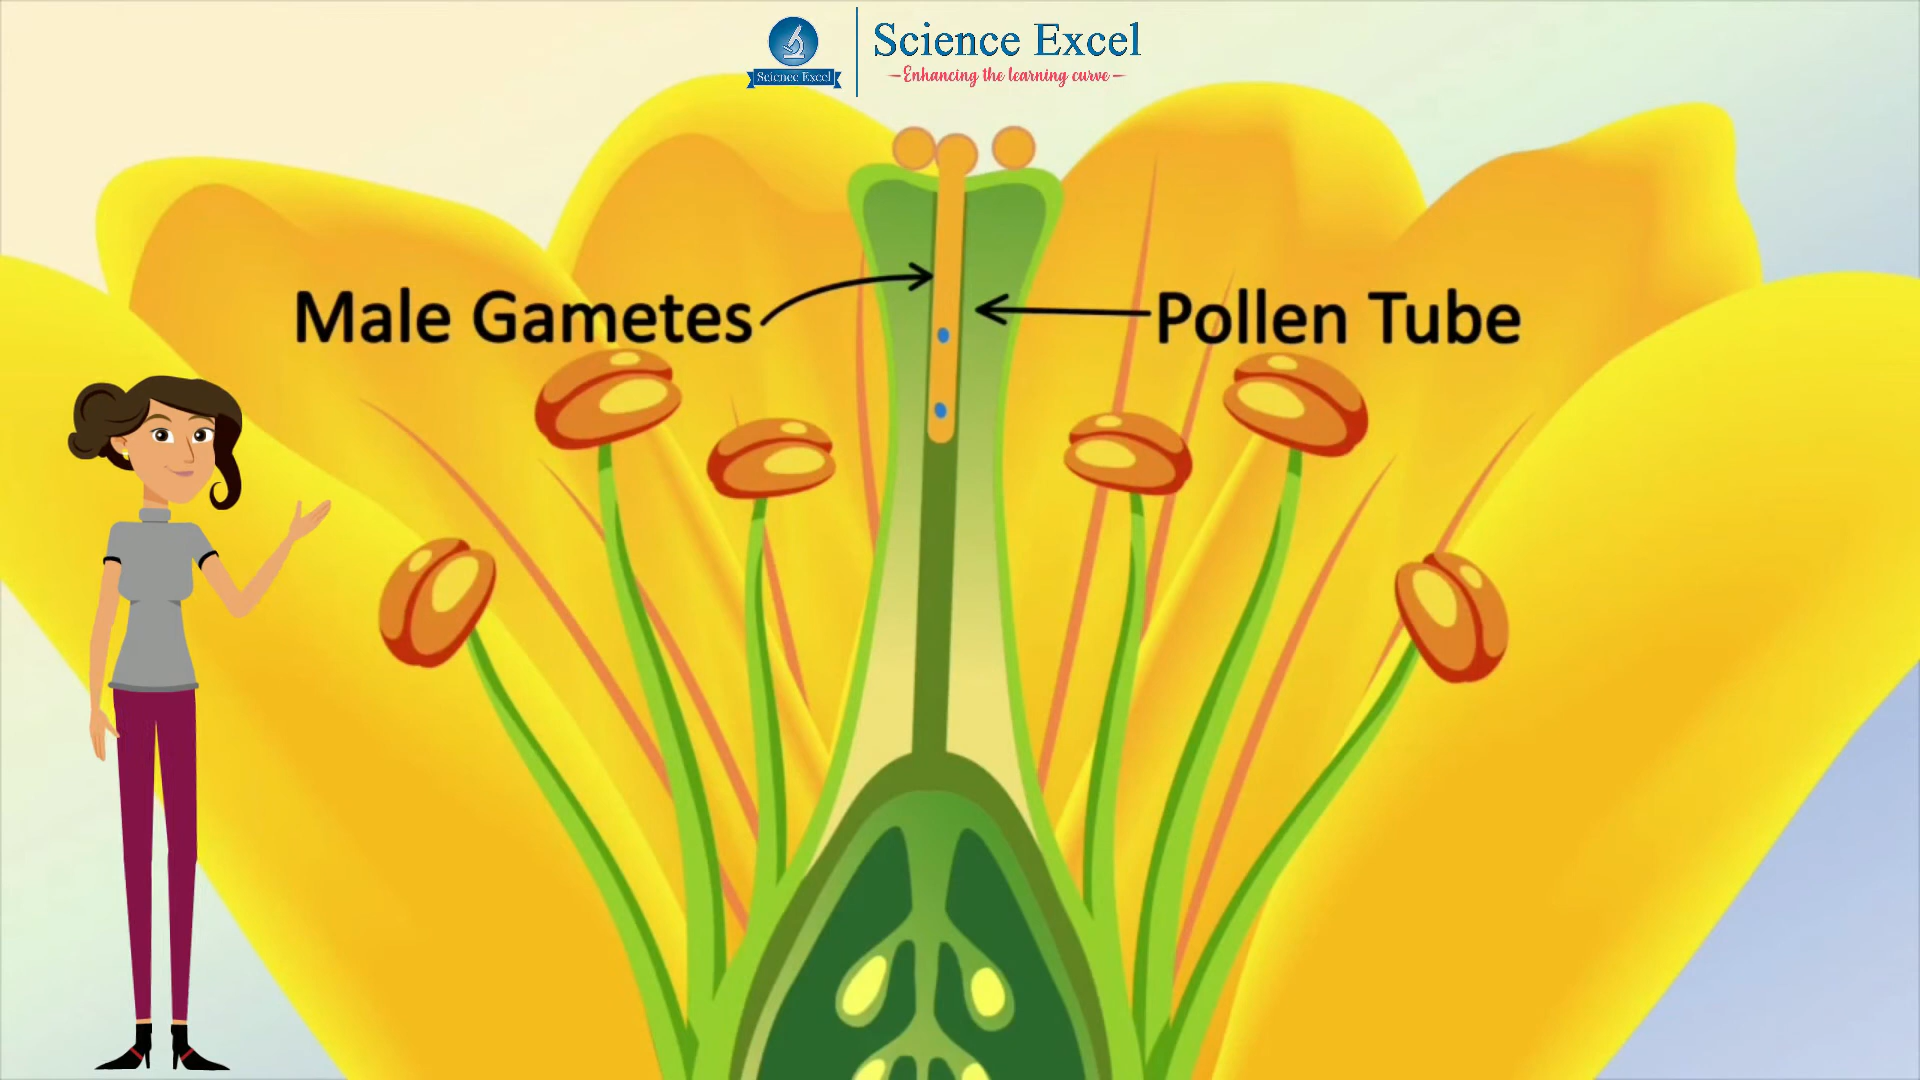 Science Excel
Science Excel
Enhancing the learning curve
Male Gametes
Pollen Tube